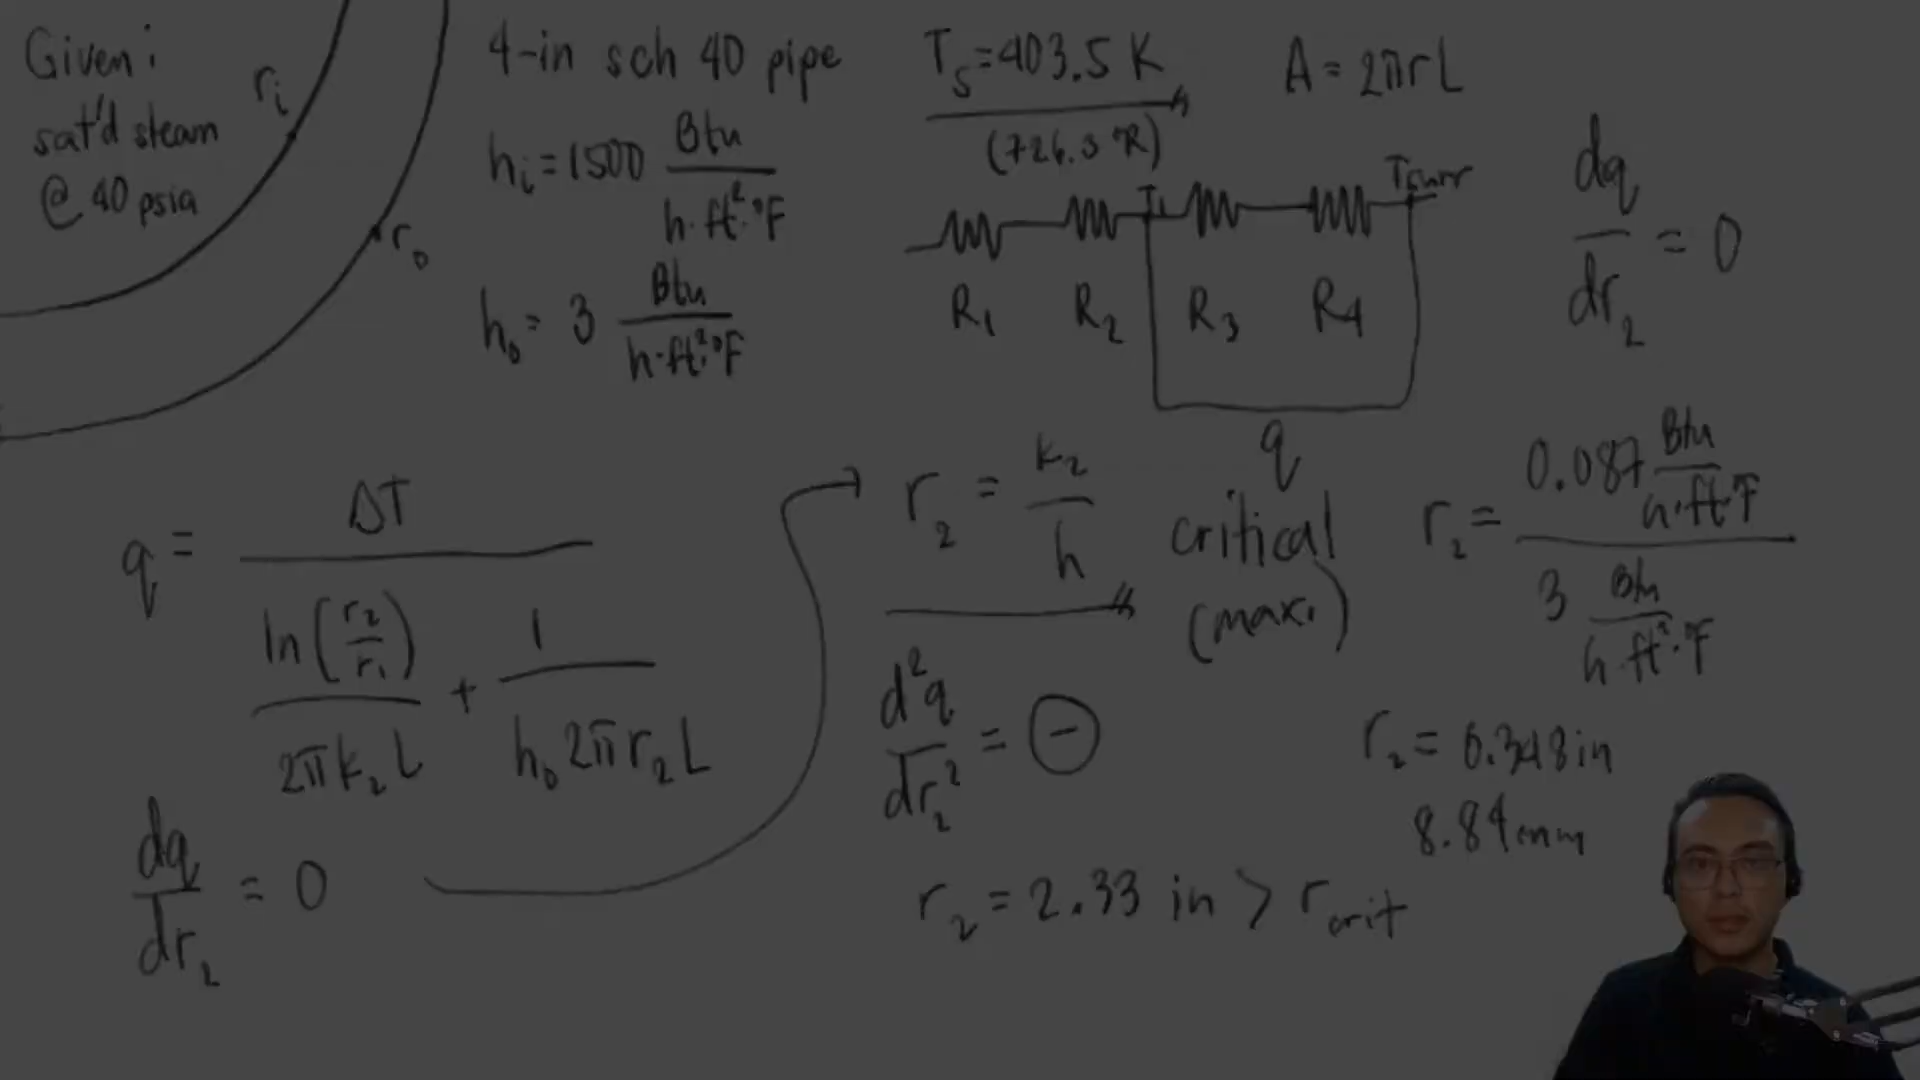 Given:
sat'd steam
@ 40 psia
r_i
r_o
4-in sch 40 pipe
h_i = 1500 Btu / h·ft²·°F
h_o = 3 Btu / h·ft²·°F
T_s = 403.5 K
(726.3 °R)
A = 2πrL
T_1
T_surr
R_1 R_2 R_3 R_4
q
dq / dr_2 = 0
q = ΔT / ( ln(r_2 / r_1) / 2πk_2L + 1 / h_o2πr_2L )
dq / dr_2 = 0
r_2 = k_2 / h
critical
(max.)
d²q / dr_2² = ⊖
r_2 = 0.087 Btu / h·ft·°F / 3 Btu / h·ft²·°F
r_2 = 0.348 in
8.84 mm
r_2 = 2.33 in > r_crit